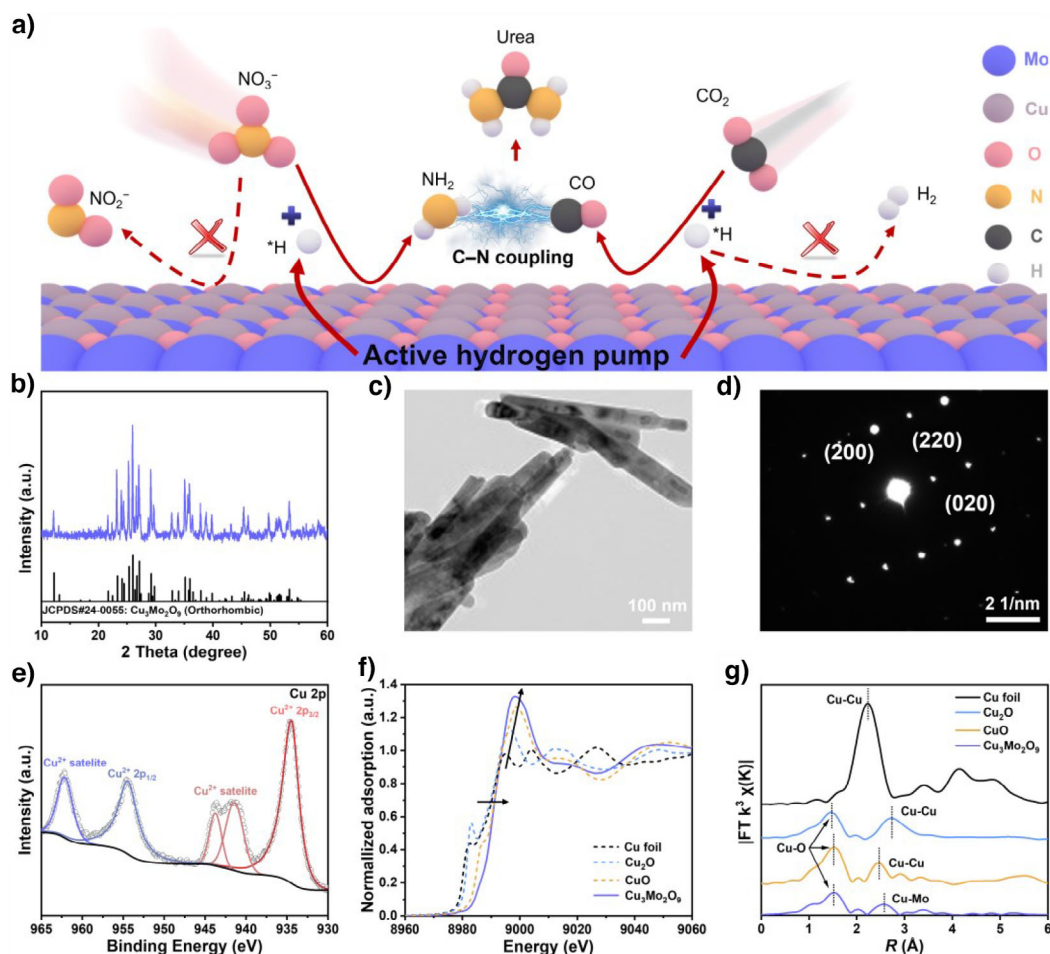 a)
Urea
NO₃⁻
CO₂
Mo
Cu
O
N
C
H
NO₂⁻
NH₂
CO
H₂
*H
*H
C–N coupling
Active hydrogen pump
b)
Intensity (a.u.)
JCPDS#24-0055: Cu₃Mo₂O₉ (Orthorhombic)
10 20 30 40 50 60
2 Theta (degree)
c)
100 nm
d)
(200)
(220)
(020)
2 1/nm
e)
Cu 2p
Cu²⁺ 2p₃/₂
Cu²⁺ satelite
Cu²⁺ 2p₁/₂
Cu²⁺ satellite
Intensity (a.u.)
965 960 955 950 945 940 935 930
Binding Energy (eV)
f)
Normallized adsorption (a.u.)
1.4
1.2
1.0
0.8
0.6
0.4
0.2
0.0
Cu foil
Cu₂O
CuO
Cu₃Mo₂O₉
8960 8980 9000 9020 9040 9060
Energy (eV)
g)
|FT k³ χ(K)|
Cu-Cu
Cu foil
Cu₂O
CuO
Cu₃Mo₂O₉
Cu-Cu
Cu-O
Cu-Cu
Cu-Mo
0 1 2 3 4 5 6
R (Å)